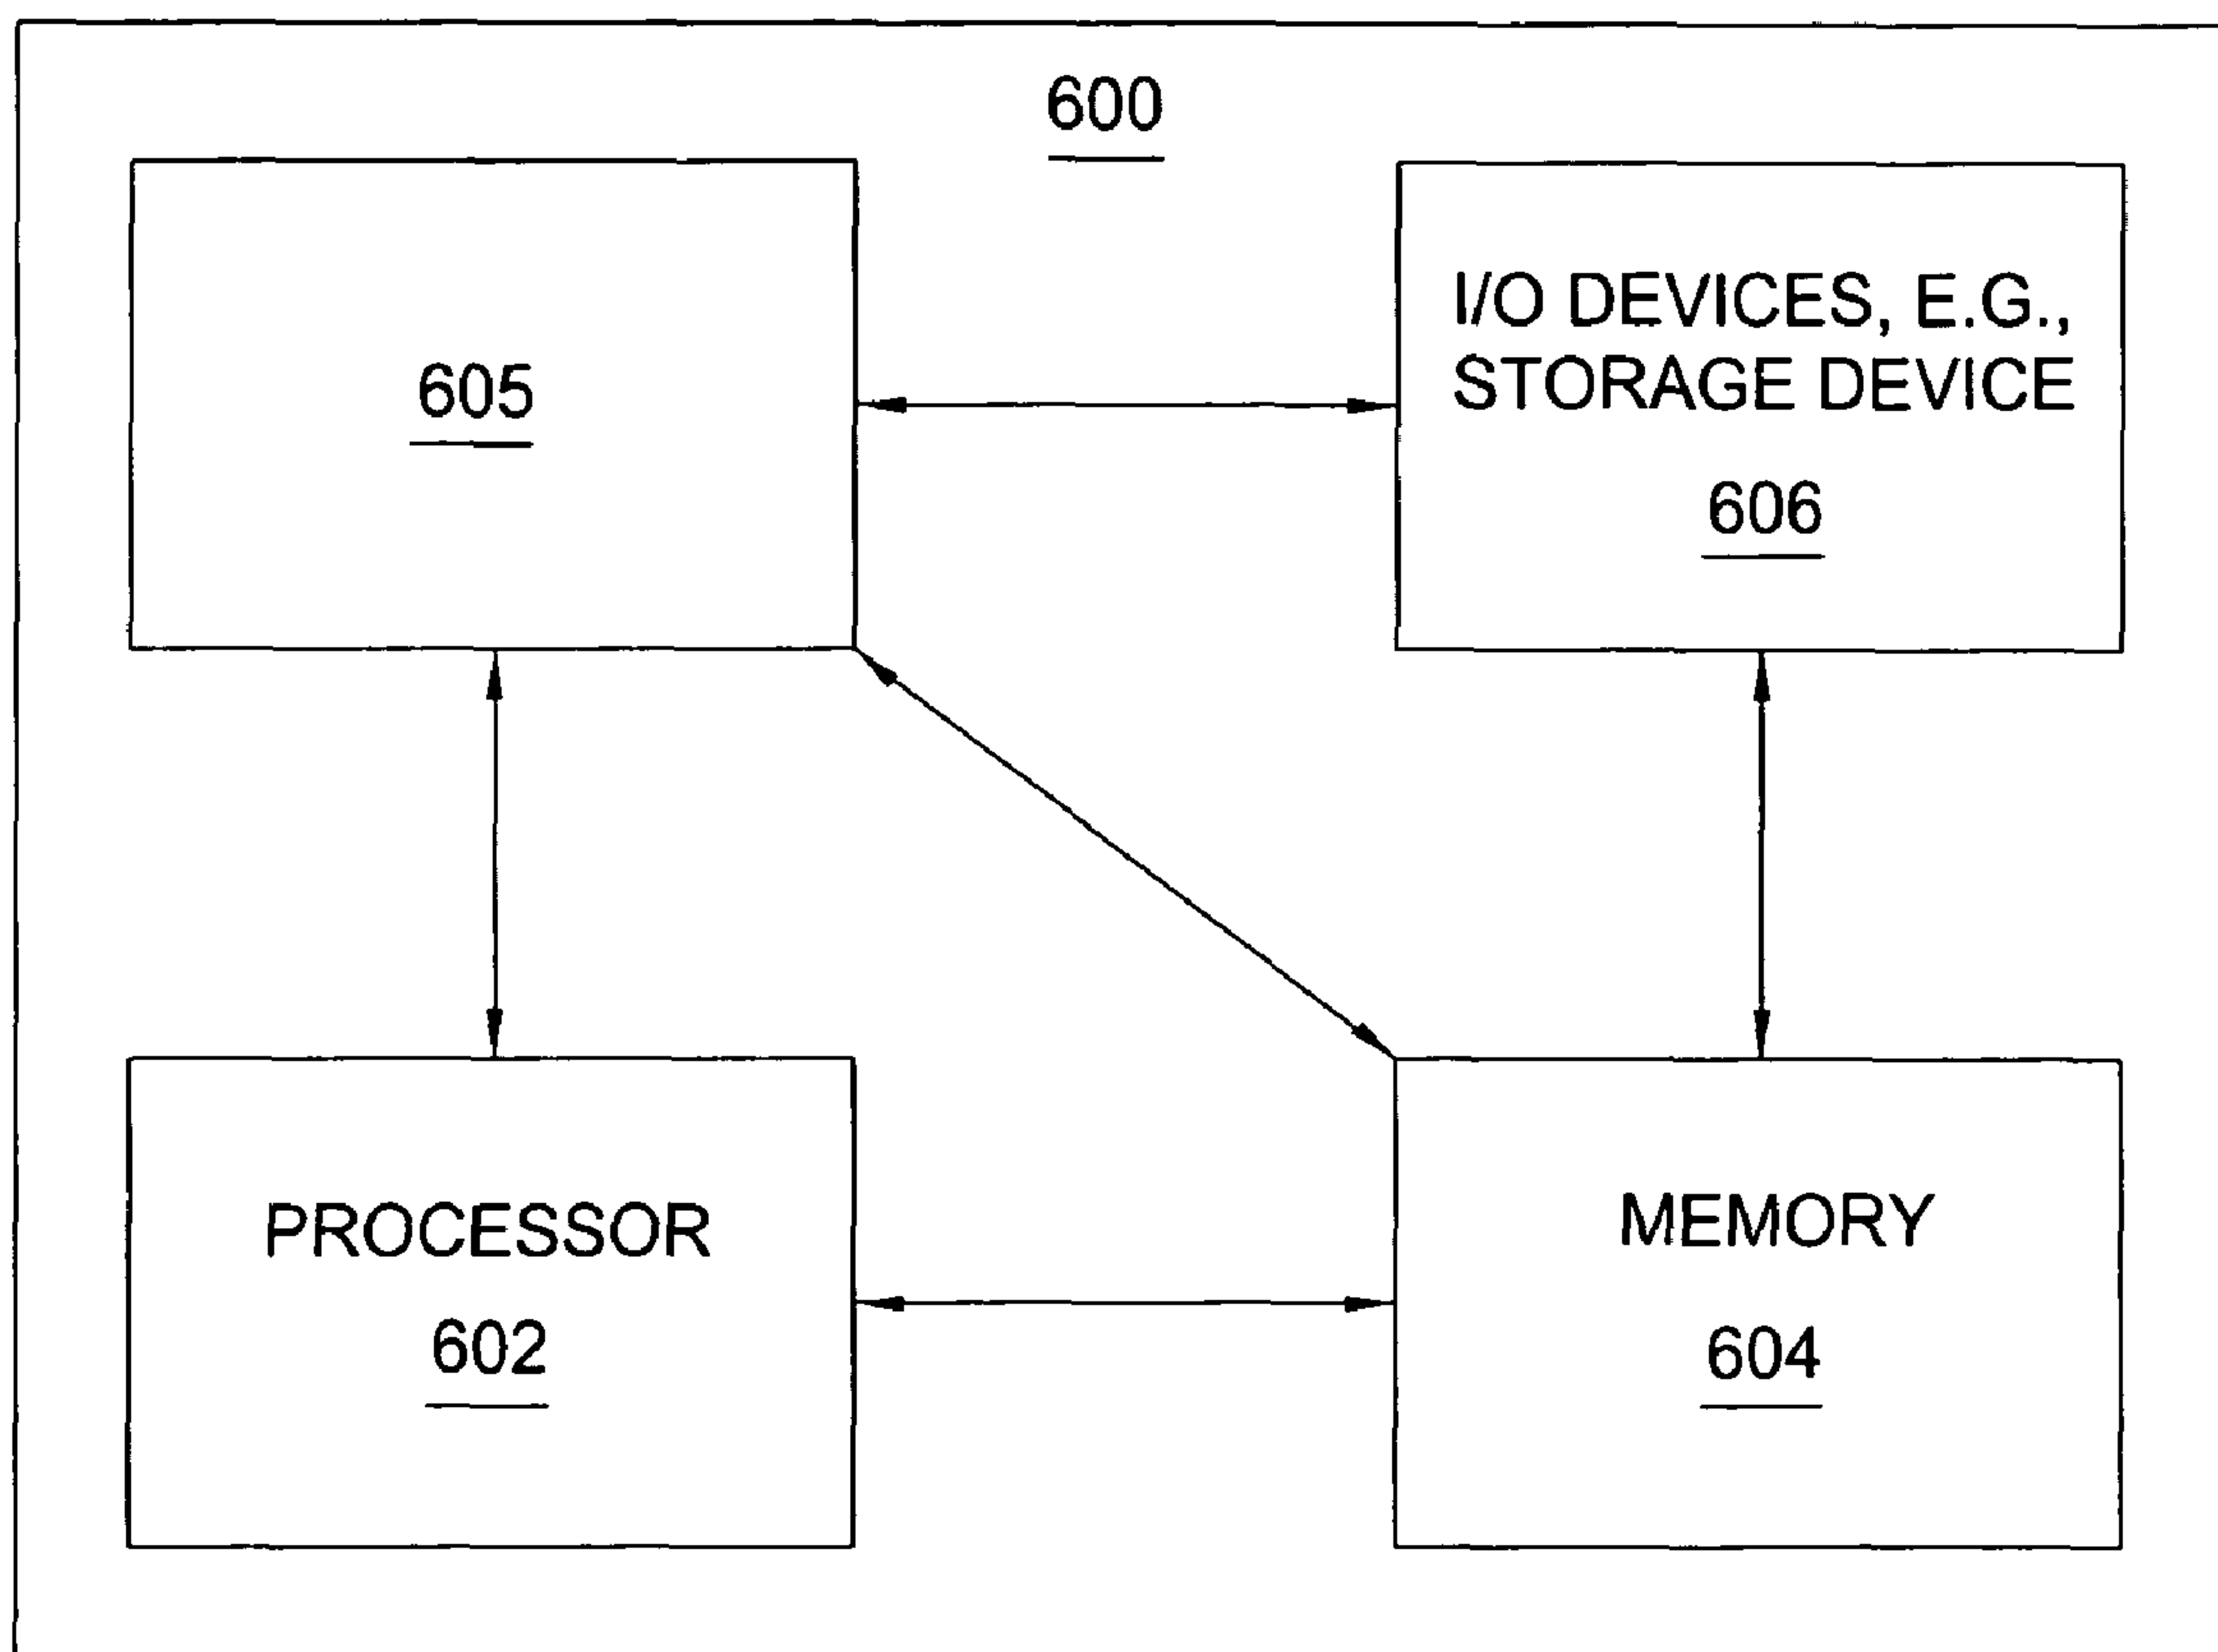 600
605
I/O DEVICES, E.G.,
STORAGE DEVICE
606
PROCESSOR
602
MEMORY
604